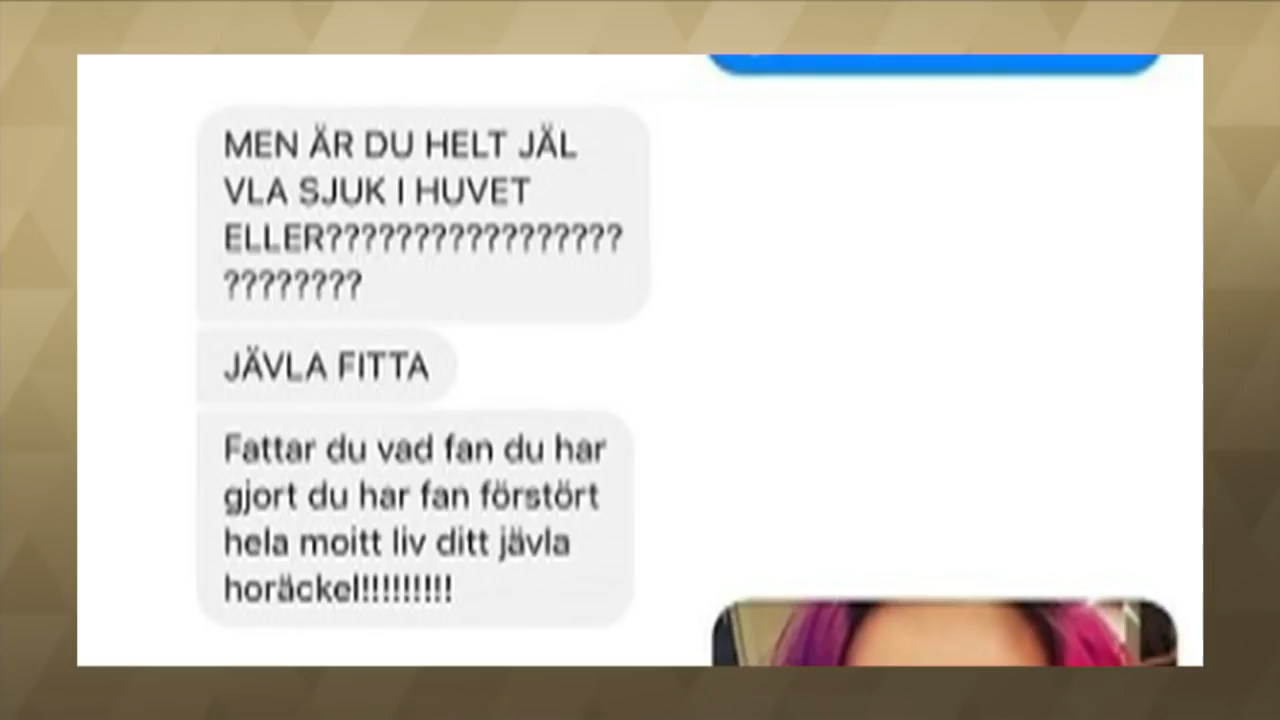 MEN ÄR DU HELT JÄL
VLA SJUK I HUVET
ELLER?????????????????
????????
JÄVLA FITTA
Fattar du vad fan du har
gjort du har fan förstört
hela moitt liv ditt jävla
horäckel!!!!!!!!!!